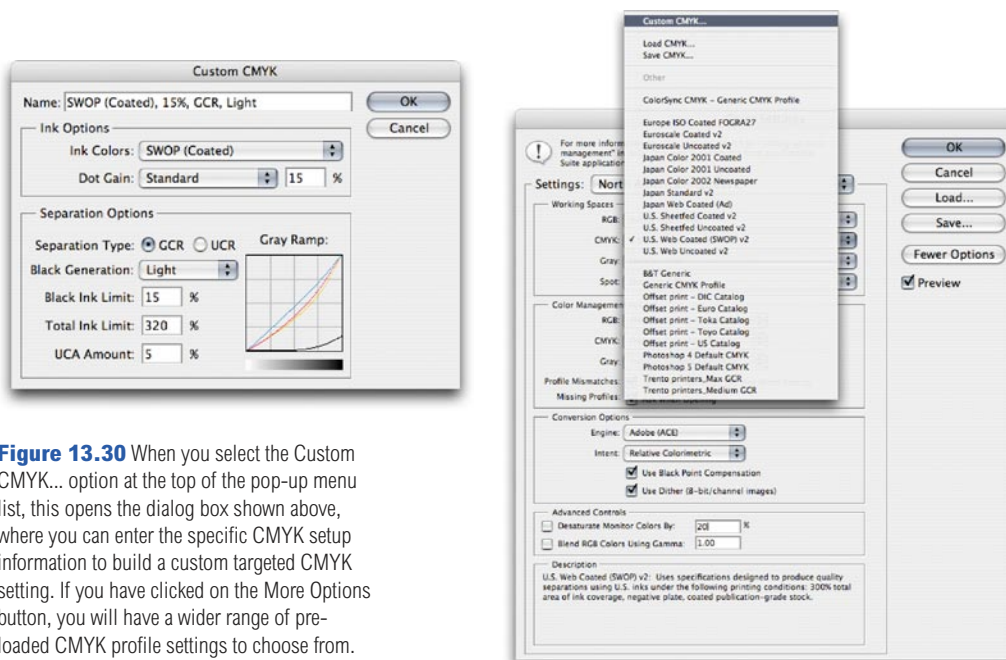 Custom CMYK
Name: SWOP (Coated), 15%, GCR, Light
OK
Cancel
Ink Options
Ink Colors: SWOP (Coated)
Dot Gain: Standard 15 %
Separation Options
Separation Type: GCR UCR Gray Ramp:
Black Generation: Light
Black Ink Limit: 15 %
Total Ink Limit: 320 %
UCA Amount: 5 %
Figure 13.30 When you select the Custom
CMYK... option at the top of the pop-up menu
list, this opens the dialog box shown above,
where you can enter the specific CMYK setup
information to build a custom targeted CMYK
setting. If you have clicked on the More Options
button, you will have a wider range of pre-
loaded CMYK profile settings to choose from.
Custom CMYK...
Load CMYK...
Save CMYK...
Other
ColorSync CMYK – Generic CMYK Profile
Europe ISO Coated FOGRA27
Euroscale Coated v2
Euroscale Uncoated v2
Japan Color 2001 Coated
Japan Color 2001 Uncoated
Japan Color 2002 Newspaper
Japan Standard v2
Japan Web Coated (Ad)
U.S. Sheetfed Coated v2
U.S. Sheetfed Uncoated v2
✓ U.S. Web Coated (SWOP) v2
U.S. Web Uncoated v2
B&T Generic
Generic CMYK Profile
Offset print – DIC Catalog
Offset print – Euro Catalog
Offset print – Toka Catalog
Offset print – Toyo Catalog
Offset print – US Catalog
Photoshop 4 Default CMYK
Photoshop 5 Default CMYK
Trento printers_Max GCR
Trento printers_Medium GCR
For more inform
management" in
Suite application
Settings: Nort
Working Spaces
RGB:
CMYK:
Gray:
Spot:
Color Managemen
RGB:
CMYK:
Gray:
Profile Mismatches:
Missing Profiles:
Conversion Options
Engine: Adobe (ACE)
Intent: Relative Colorimetric
Use Black Point Compensation
Use Dither (8-bit/channel images)
Advanced Controls
Desaturate Monitor Colors By: 20 %
Blend RGB Colors Using Gamma: 1.00
Description
U.S. Web Coated (SWOP) v2: Uses specifications designed to produce quality
separations using U.S. inks under the following printing conditions: 300% total
area of ink coverage, negative plate, coated publication-grade stock.
OK
Cancel
Load...
Save...
Fewer Options
Preview